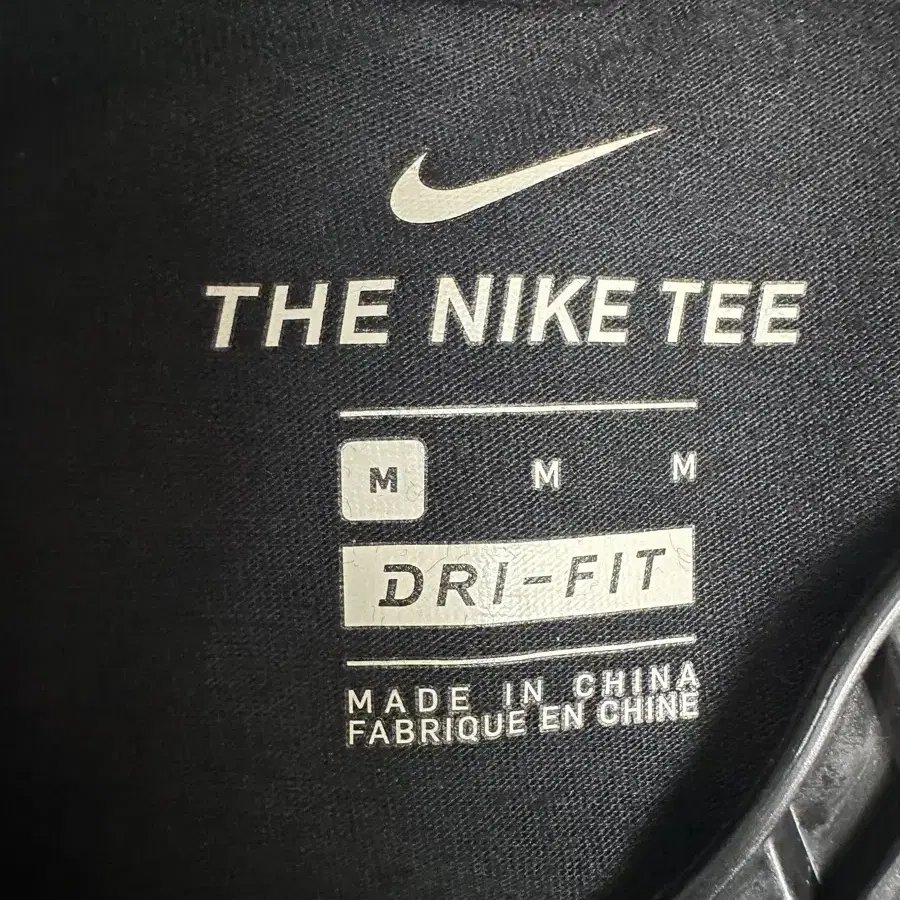 THE NIKE TEE
M M M
DRI-FIT
MADE IN CHINA
FABRIQUE EN CHINE